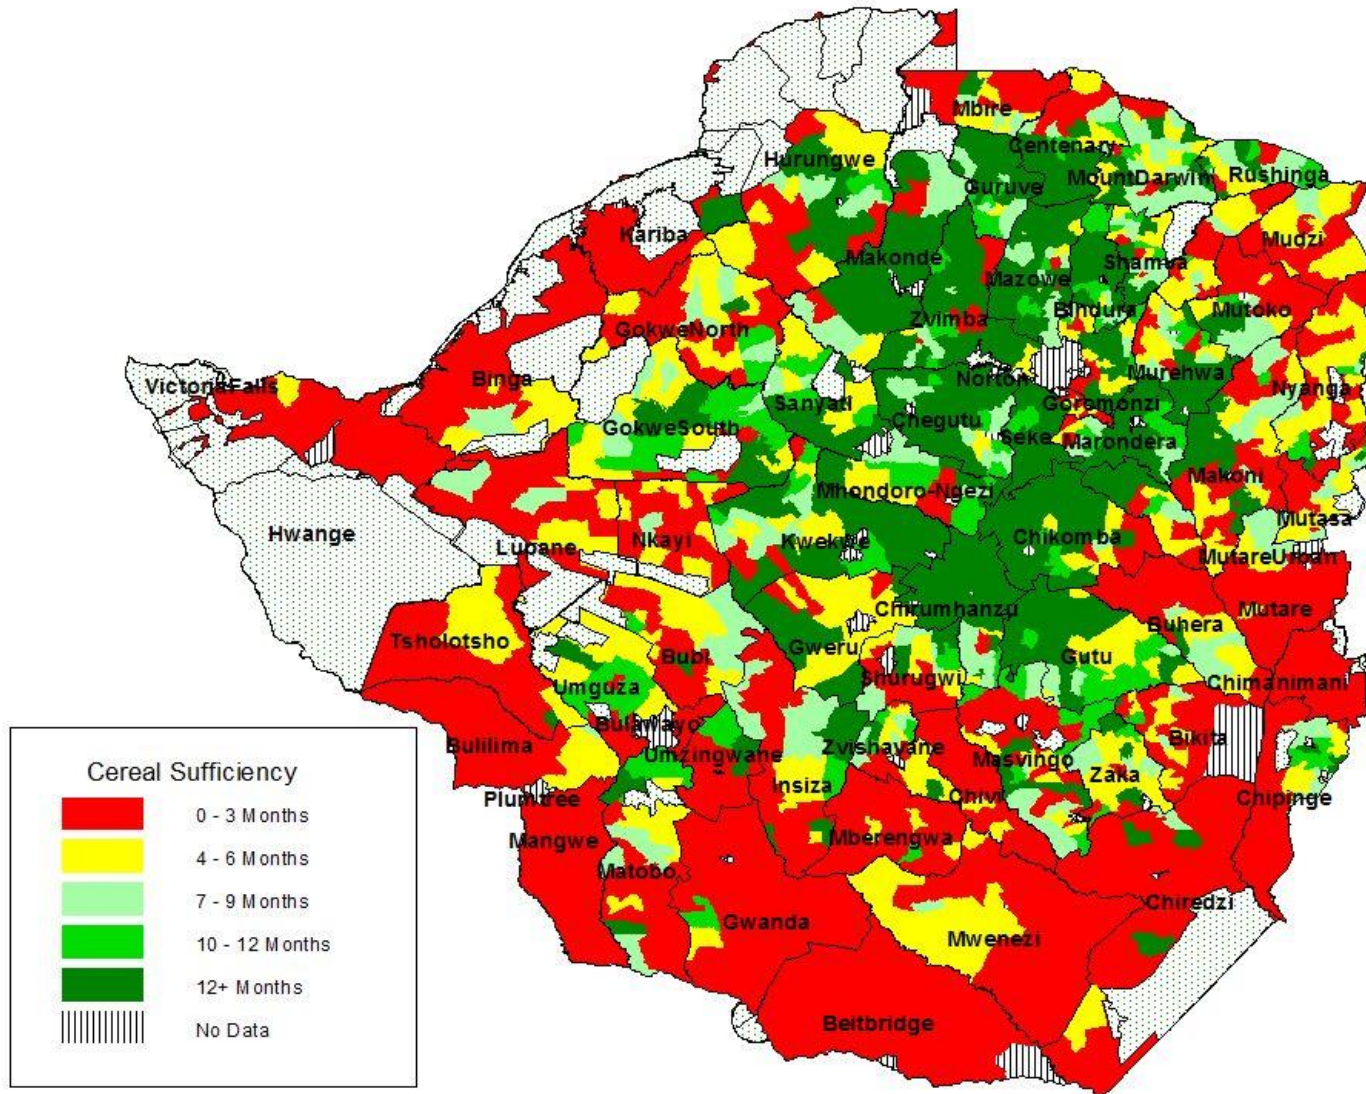 Mbire
Centenary
Hurungwe
MountDarwin
Rushinga
Guruve
Kariba
Mudzi
Makonde
Shamva
Mazowe
Bindura
Mutoko
Zvimba
GokweNorth
Binga
VictoriaFalls
Norton
Murehwa
Nyanga
Sanyati
Goromonzi
Chegutu
GokweSouth
Seke
Marondera
Makoni
Mhondoro-Ngezi
Mutasa
Hwange
Lupane
Nkayi
Kwekwe
Chikomba
MutareUrban
Chirumhanzu
Mutare
Tsholotsho
Buhera
Bubi
Gweru
Gutu
Shurugwi
Chimanimani
Umguza
Bulawayo
Bulilima
Umzingwane
Zvishavane
Masvingo
Bikita
Zaka
Insiza
Plumtree
Chivi
Chipinge
Mangwe
Mberengwa
Matobo
Chiredzi
Gwanda
Mwenezi
Beitbridge
Cereal Sufficiency
0 - 3 Months
4 - 6 Months
7 - 9 Months
10 - 12 Months
12+ Months
No Data